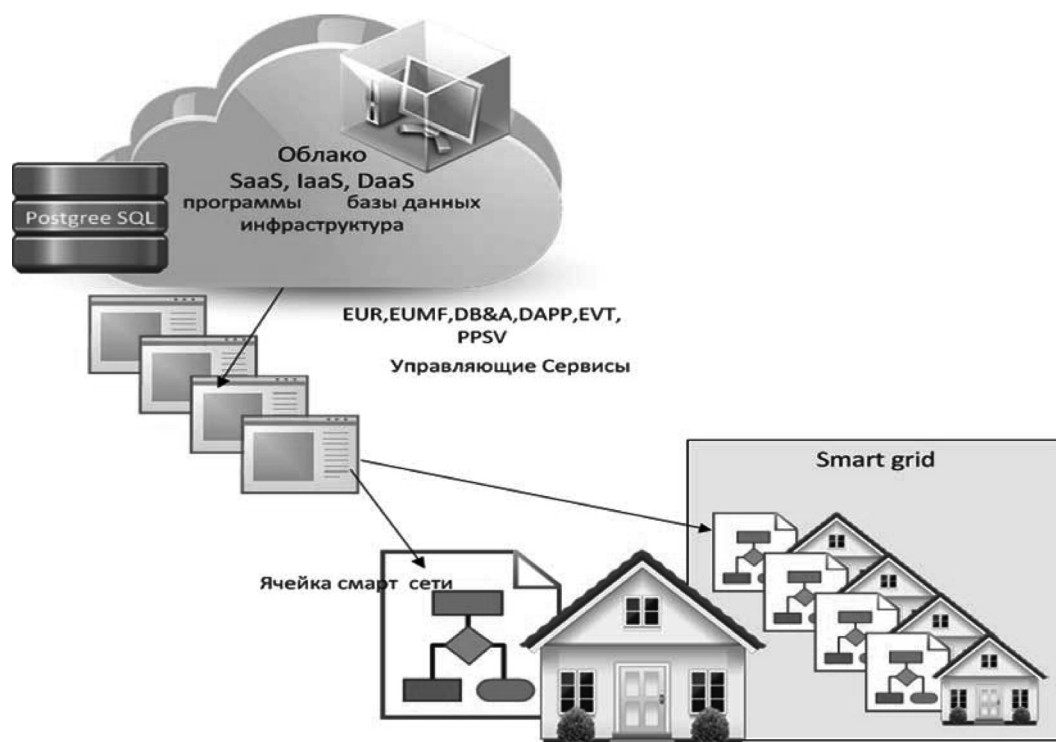 Облако
SaaS, IaaS, DaaS
программы базы данных
инфраструктура
Postgree SQL
EUR,EUMF,DB&A,DAPP,EVT,
PPSV
Управляющие Сервисы
Smart grid
Ячейка смарт сети